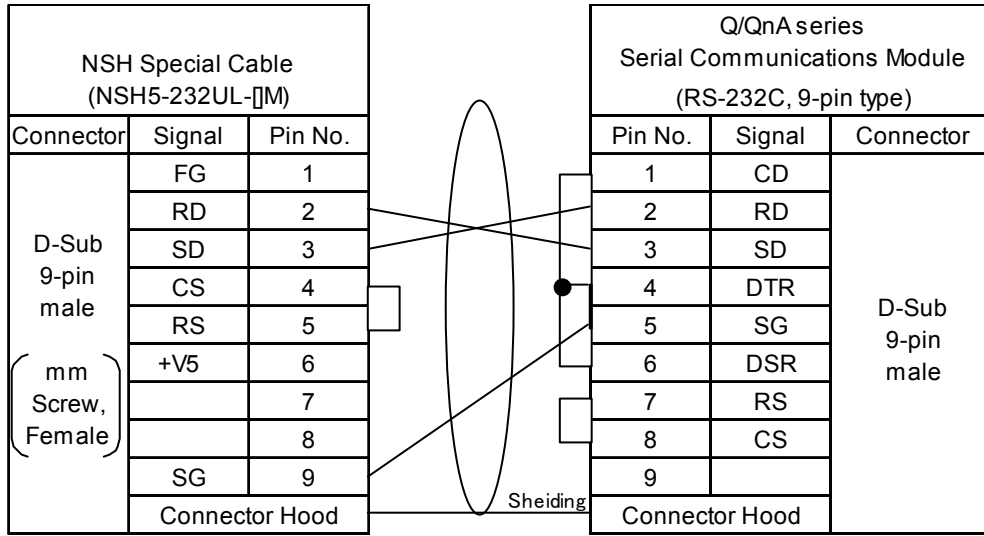 NSH Special Cable
(NSH5-232UL-[]M)
Connector Signal Pin No.
D-Sub
9-pin
male
mm
Screw,
Female
FG 1
RD 2
SD 3
CS 4
RS 5
+V5 6
7
8
SG 9
Connector Hood
Sheiding
Q/QnA series
Serial Communications Module
(RS-232C, 9-pin type)
Pin No. Signal Connector
1 CD
2 RD
3 SD
4 DTR
5 SG
6 DSR
7 RS
8 CS
9
Connector Hood
D-Sub
9-pin
male